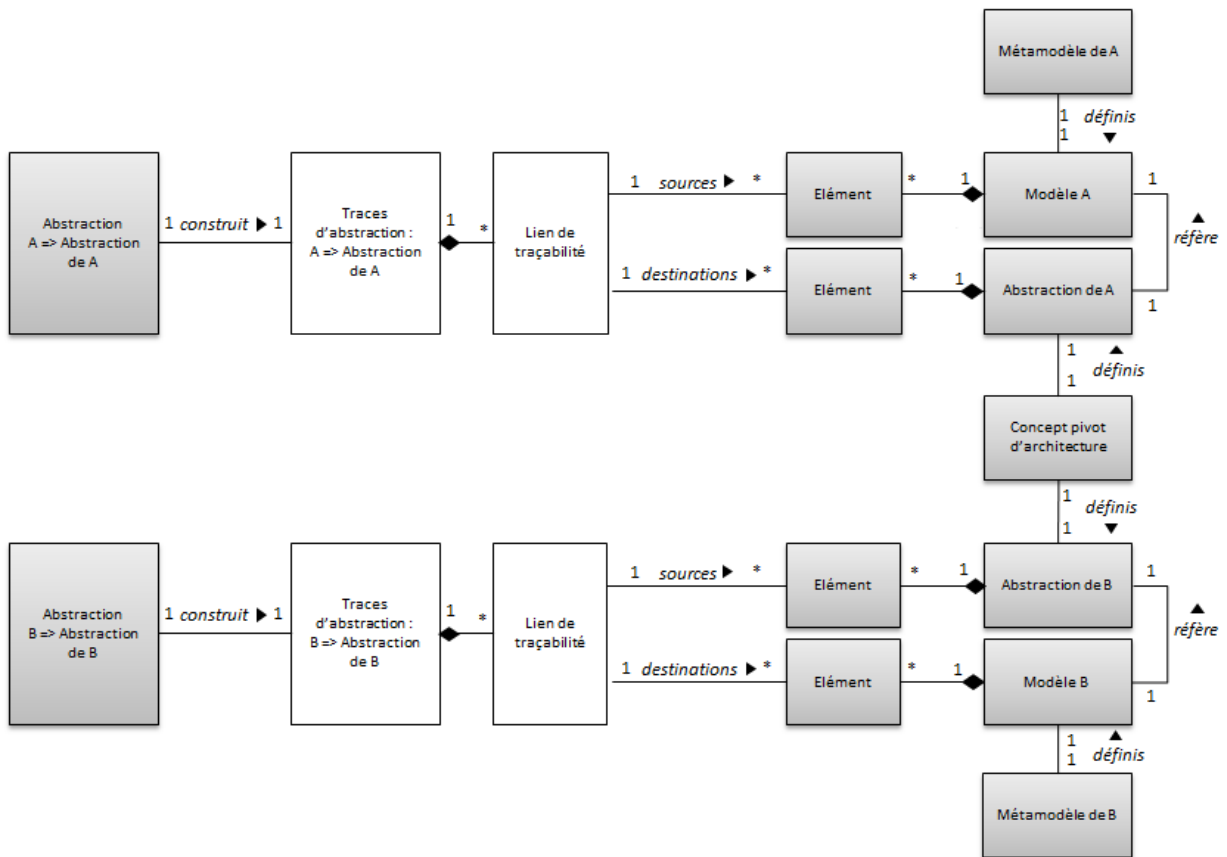 Métamodèle de A
1 définis
1
Abstraction
A => Abstraction
de A
1 construit 1
Traces
d'abstraction :
A => Abstraction
de A
1
*
Lien de
traçabilité
1 sources *
Elément
* 1
Modèle A
1
réfère
1 destinations *
Elément
* 1
Abstraction de A
1
1
définis
1
Concept pivot
d'architecture
1
définis
1
Abstraction
B => Abstraction
de B
1 construit 1
Traces
d'abstraction :
B => Abstraction
de B
1
*
Lien de
traçabilité
1 sources *
Elément
* 1
Abstraction de B
1
réfère
1 destinations *
Elément
* 1
Modèle B
1
1
définis
1
Métamodèle de B